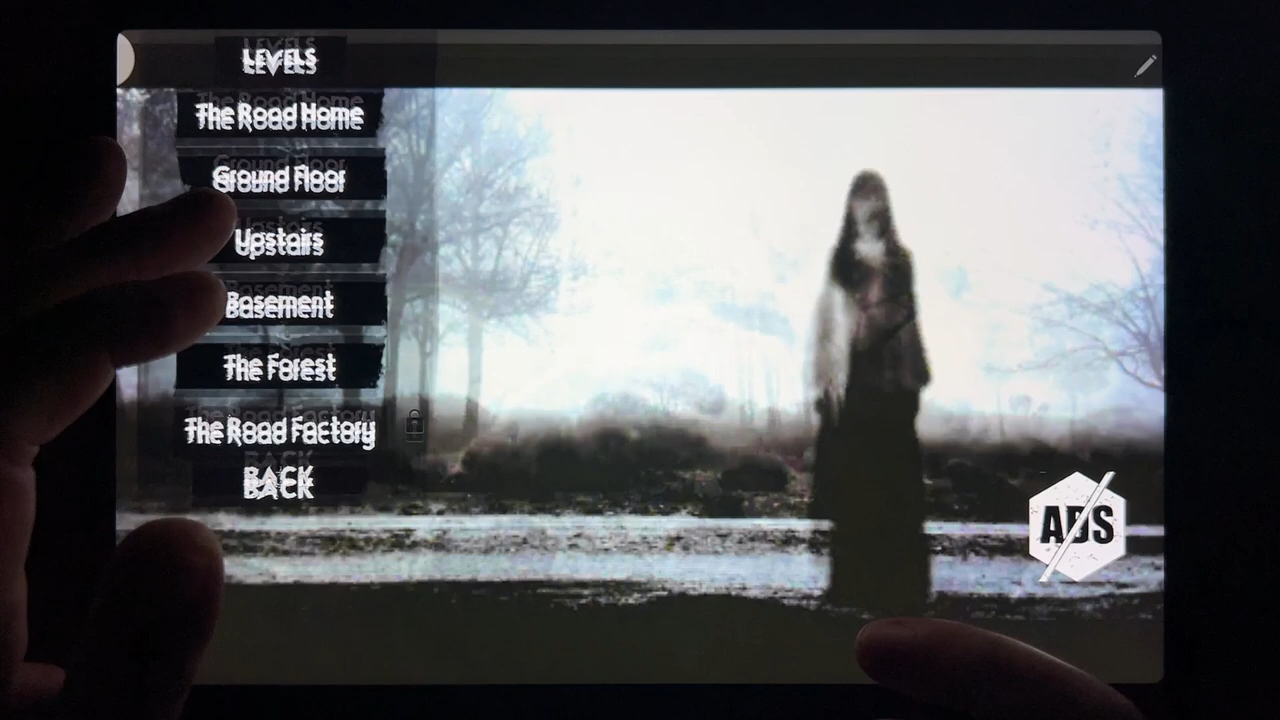 LEVELS
The Road Home
Ground Floor
Upstairs
Basement
The Forest
The Road Factory
BACK
ADS